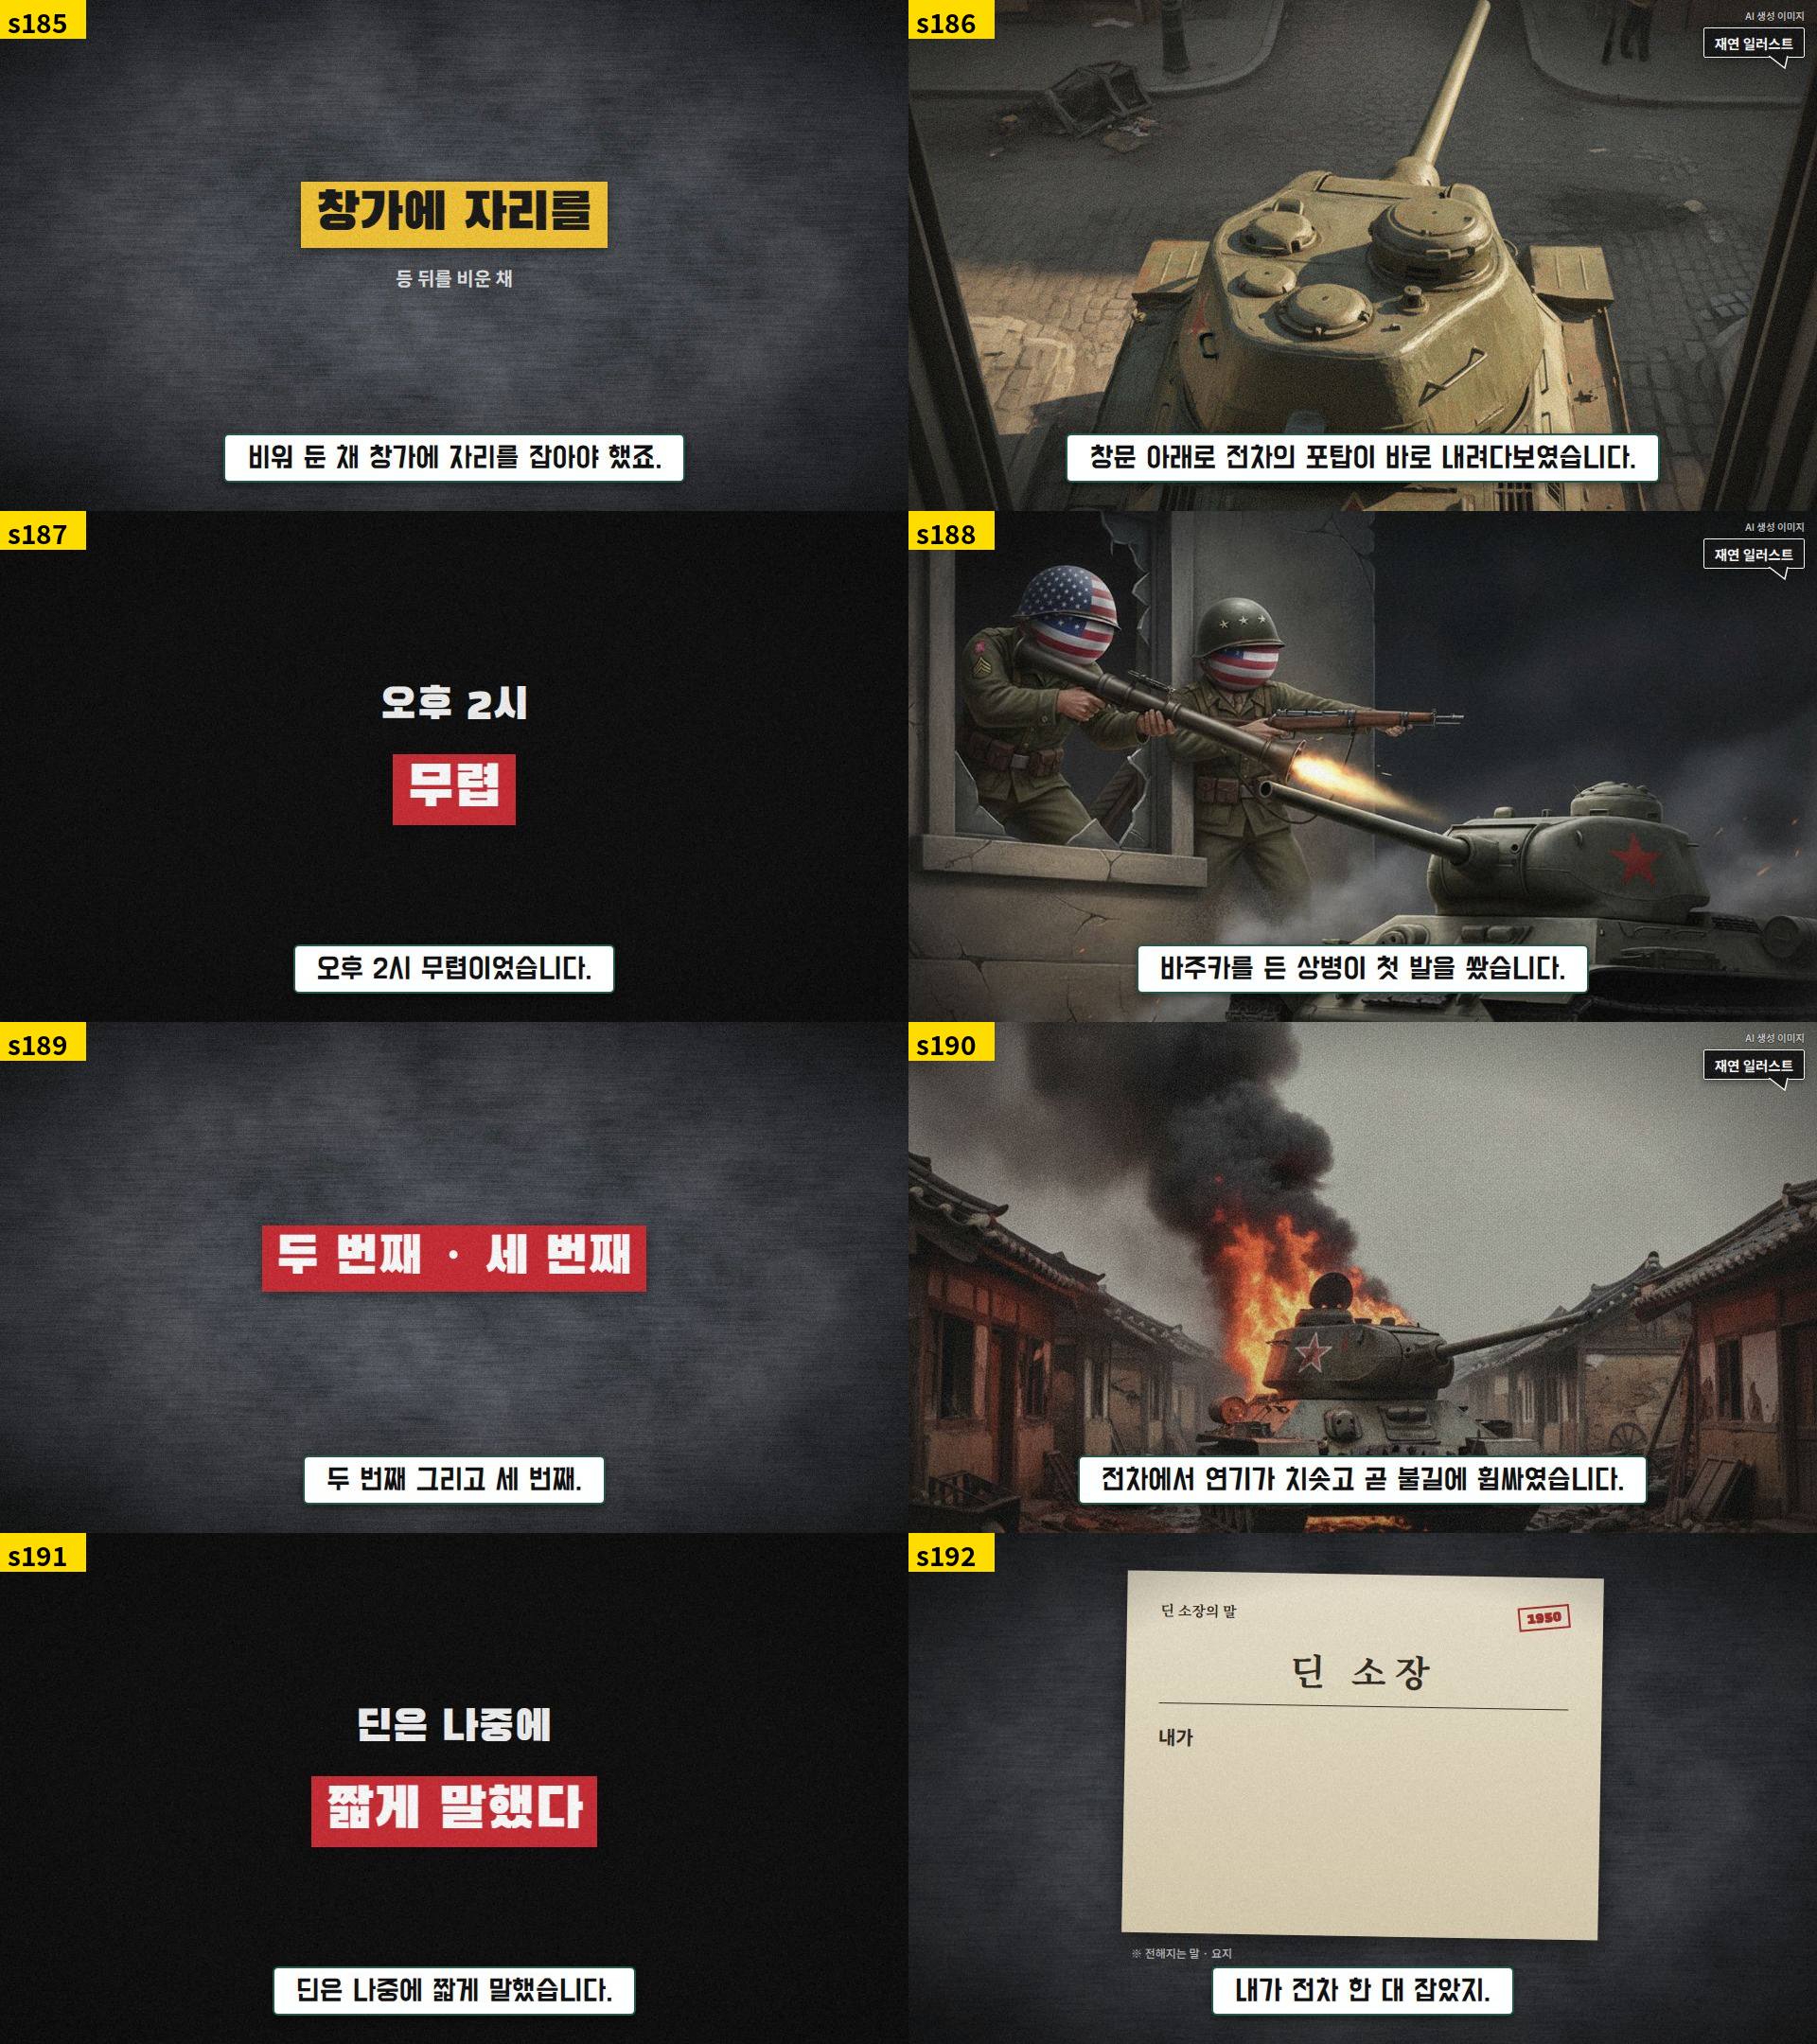 s185
창가에 자리를
등 뒤를 비운 채
비워 둔 채 창가에 자리를 잡아야 했죠.
s186
AI 생성 이미지
재연 일러스트
창문 아래로 전차의 포탑이 바로 내려다보였습니다.
s187
오후 2시
무렵
오후 2시 무렵이었습니다.
s188
AI 생성 이미지
재연 일러스트
바주카를 든 상병이 첫 발을 쐈습니다.
s189
두 번째 · 세 번째
두 번째 그리고 세 번째.
s190
AI 생성 이미지
재연 일러스트
전차에서 연기가 치솟고 곧 불길에 휩싸였습니다.
s191
딘은 나중에
짧게 말했다
딘은 나중에 짧게 말했습니다.
s192
딘 소장의 말
1950
딘 소장
내가
※ 전해지는 말 · 요지
내가 전차 한 대 잡았지.